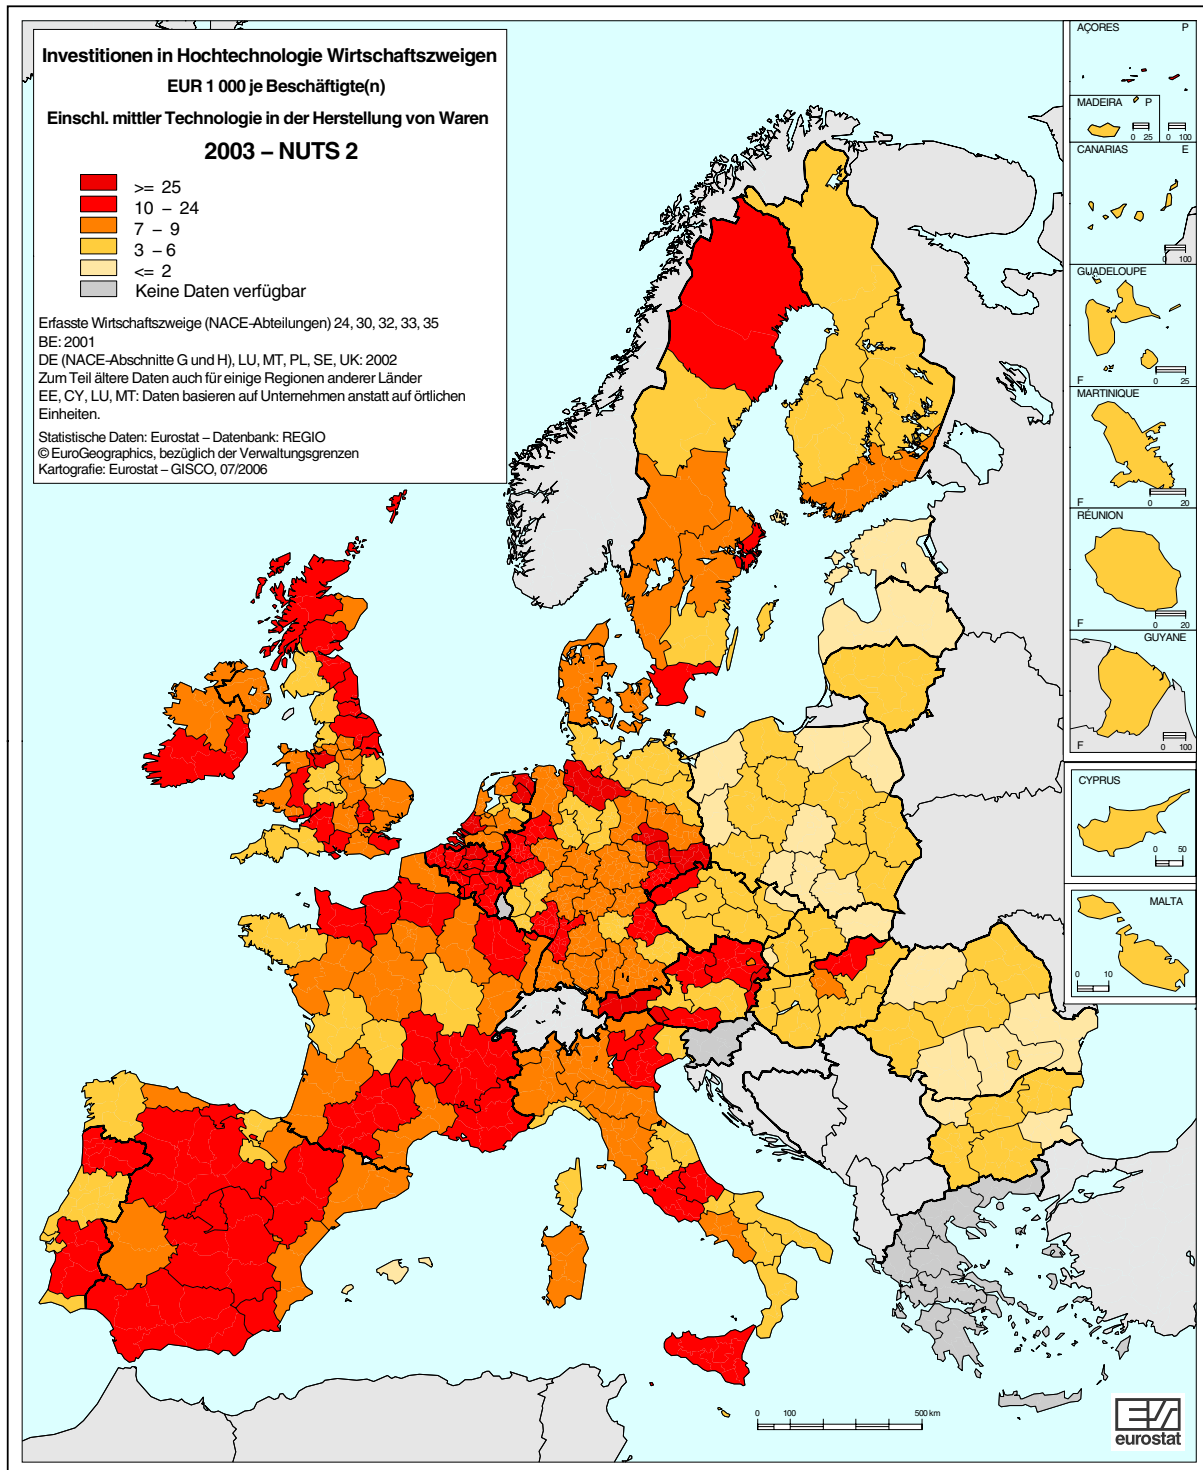 Investitionen in Hochtechnologie Wirtschaftszweigen
EUR 1 000 je Beschäftigte(n)
Einschl. mittler Technologie in der Herstellung von Waren
2003 – NUTS 2
>= 25
10 – 24
7 – 9
3 – 6
<= 2
Keine Daten verfügbar
Erfasste Wirtschaftszweige (NACE-Abteilungen) 24, 30, 32, 33, 35
BE: 2001
DE (NACE-Abschnitte G und H), LU, MT, PL, SE, UK: 2002
Zum Teil ältere Daten auch für einige Regionen anderer Länder
EE, CY, LU, MT: Daten basieren auf Unternehmen anstatt auf örtlichen
Einheiten.
Statistische Daten: Eurostat – Datenbank: REGIO
© EuroGeographics, bezüglich der Verwaltungsgrenzen
Kartografie: Eurostat – GISCO, 07/2006
AÇORES P
MADEIRA P
0 25 0 100
CANARIAS E
0 100
GUADELOUPE
F 0 25
MARTINIQUE
F 0 20
RÉUNION
F 0 20
GUYANE
F 0 100
CYPRUS
0 50
MALTA
0 10
0 100 500 km
eurostat